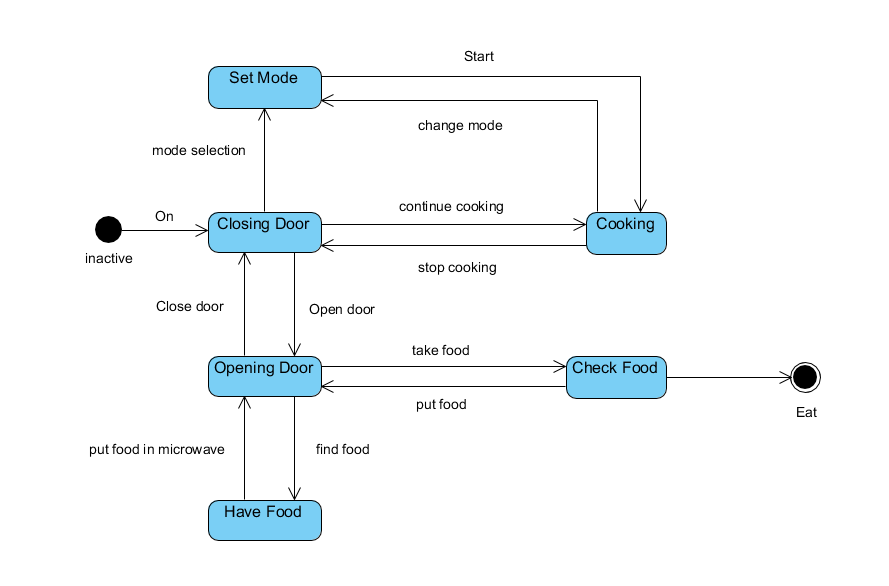 Start
Set Mode
change mode
mode selection
continue cooking
On
Closing Door
Cooking
inactive
stop cooking
Close door
Open door
take food
Opening Door
Check Food
put food
Eat
put food in microwave
find food
Have Food